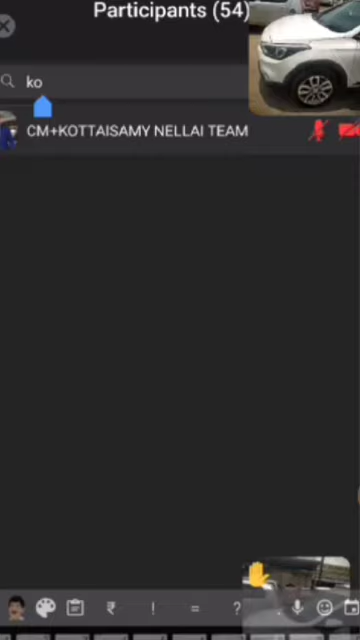 Participants (54)
ko
CM+KOTTAISAMY NELLAI TEAM
₹ ! = ? .